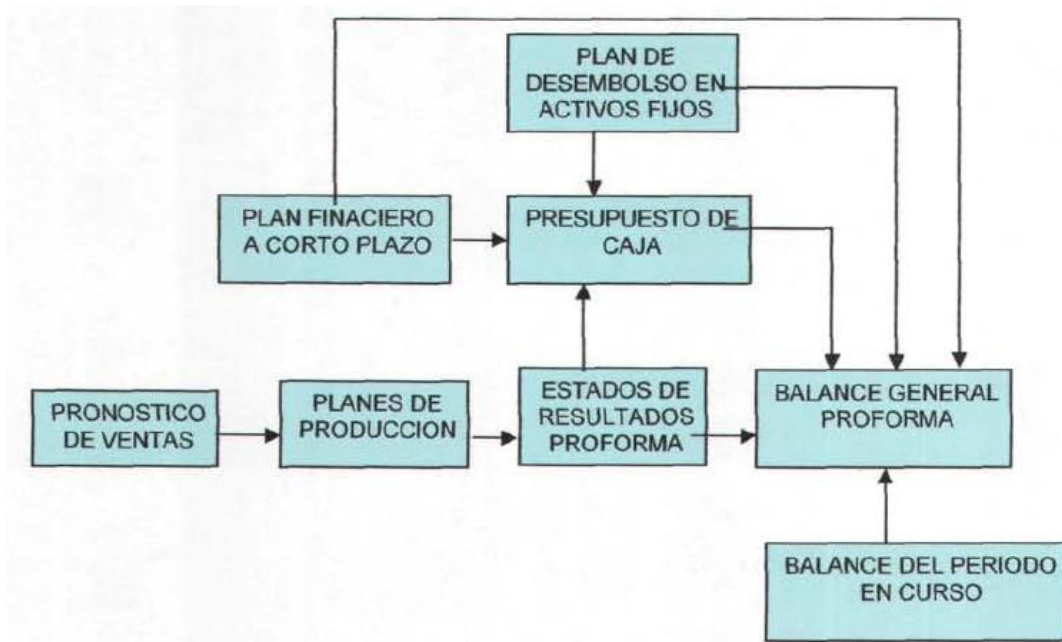 PLAN DE
DESEMBOLSO EN
ACTIVOS FIJOS
PLAN FINACIERO
A CORTO PLAZO
PRESUPUESTO DE
CAJA
PRONOSTICO
DE VENTAS
PLANES DE
PRODUCCION
ESTADOS DE
RESULTADOS
PROFORMA
BALANCE GENERAL
PROFORMA
BALANCE DEL PERIODO
EN CURSO